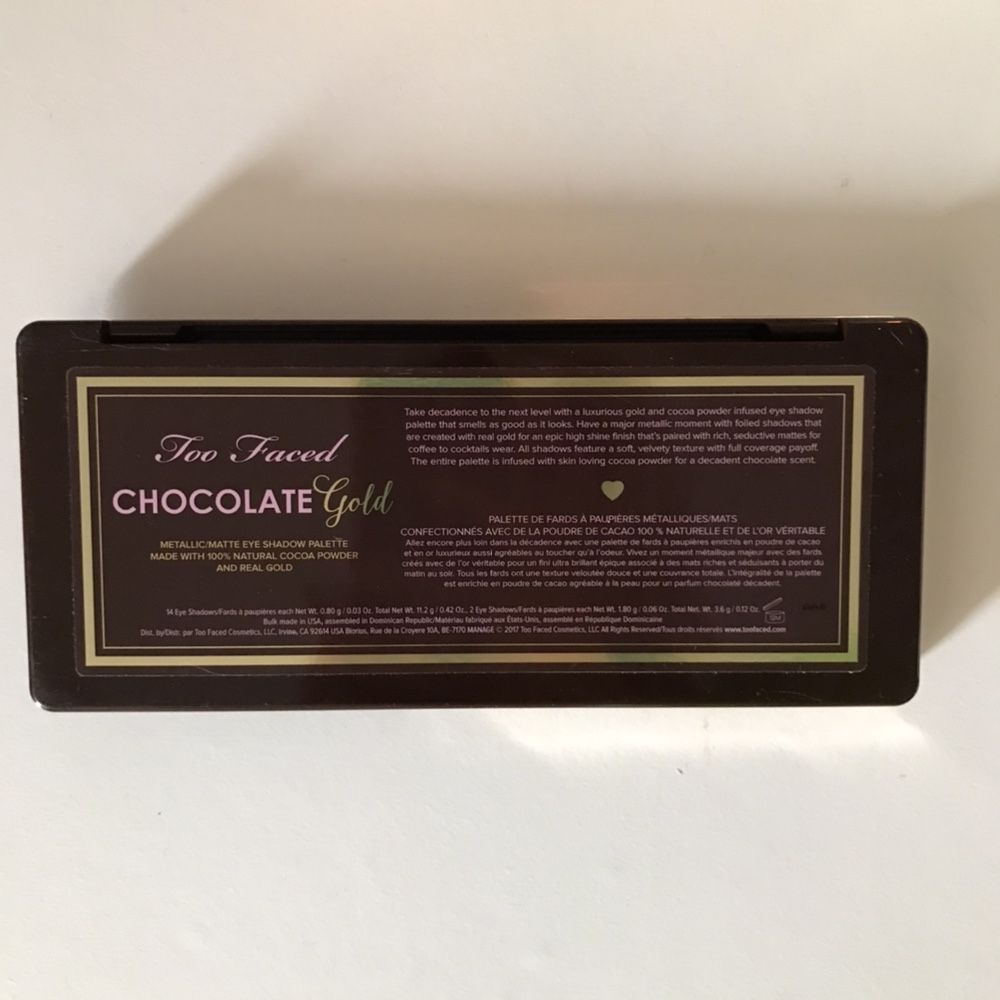 Too Faced
CHOCOLATE Gold
METALLIC/MATTE EYE SHADOW PALETTE
MADE WITH 100% NATURAL COCOA POWDER
AND REAL GOLD
Take decadence to the next level with a luxurious gold and cocoa powder infused eye shadow
palette that smells as good as it looks. Have a major metallic moment with foiled shadows that
are created with real gold for an epic high shine finish that's paired with rich, seductive mattes for
coffee to cocktails wear. All shadows feature a soft, velvety texture with full coverage payoff.
The entire palette is infused with skin loving cocoa powder for a decadent chocolate scent.
PALETTE DE FARDS À PAUPIÈRES MÉTALLIQUES/MATS
CONFECTIONNÉS AVEC DE LA POUDRE DE CACAO 100 % NATURELLE ET DE L'OR VÉRITABLE
Allez encore plus loin dans la décadence avec une palette de fards à paupières enrichis en poudre de cacao
et en or luxurieux aussi agréables au toucher qu'à l'odeur. Vivez un moment métallique majeur avec des fards
créés avec de l'or véritable pour un fini ultra brillant épique associé à des mats riches et séduisants à porter du
matin au soir. Tous les fards ont une texture veloutée douce et une couvrance totale. L'intégralité de la palette
est enrichie en poudre de cacao agréable à la peau pour un parfum chocolaté décadent.
14 Eye Shadows/Fards à paupières each Net Wt. 0.80 g / 0.03 Oz. Total Net Wt. 11.2 g / 0.42 Oz., 2 Eye Shadows/Fards à paupières each Net Wt. 1.80 g / 0.06 Oz. Total Net. Wt. 3.6 g / 0.12 Oz.
Bulk made in USA, assembled in Dominican Republic/Matériau fabriqué aux États-Unis, assemblé en République Dominicaine
Dist. by/Distr. par Too Faced Cosmetics, LLC, Irvine, CA 92614 USA Biorius, Rue de la Croyere 10A, BE-7170 MANAGE © 2017 Too Faced Cosmetics, LLC All Rights Reserved/Tous droits réservés www.toofaced.com
12M